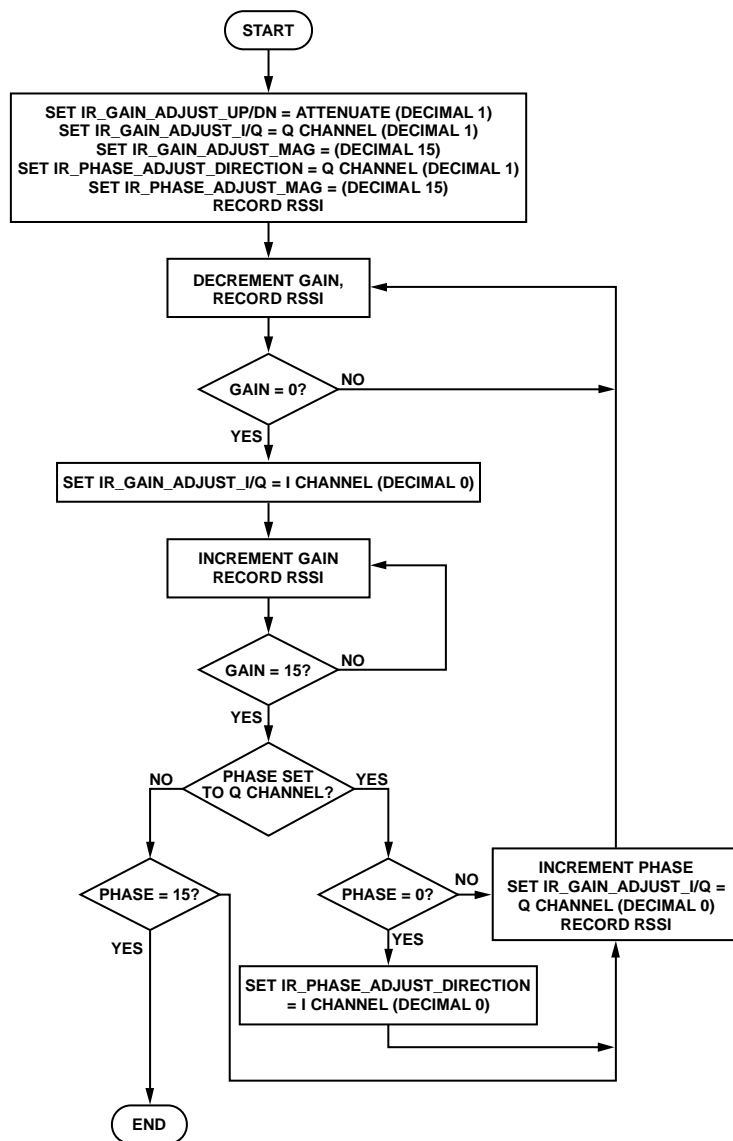 START
SET IR_GAIN_ADJUST_UP/DN = ATTENUATE (DECIMAL 1)
SET IR_GAIN_ADJUST_I/Q = Q CHANNEL (DECIMAL 1)
SET IR_GAIN_ADJUST_MAG = (DECIMAL 15)
SET IR_PHASE_ADJUST_DIRECTION = Q CHANNEL (DECIMAL 1)
SET IR_PHASE_ADJUST_MAG = (DECIMAL 15)
RECORD RSSI
DECREMENT GAIN,
RECORD RSSI
GAIN = 0?
NO
YES
SET IR_GAIN_ADJUST_I/Q = I CHANNEL (DECIMAL 0)
INCREMENT GAIN
RECORD RSSI
GAIN = 15?
NO
YES
PHASE SET
TO Q CHANNEL?
NO
YES
PHASE = 15?
YES
PHASE = 0?
NO
YES
INCREMENT PHASE
SET IR_GAIN_ADJUST_I/Q =
Q CHANNEL (DECIMAL 0)
RECORD RSSI
SET IR_PHASE_ADJUST_DIRECTION
= I CHANNEL (DECIMAL 0)
END